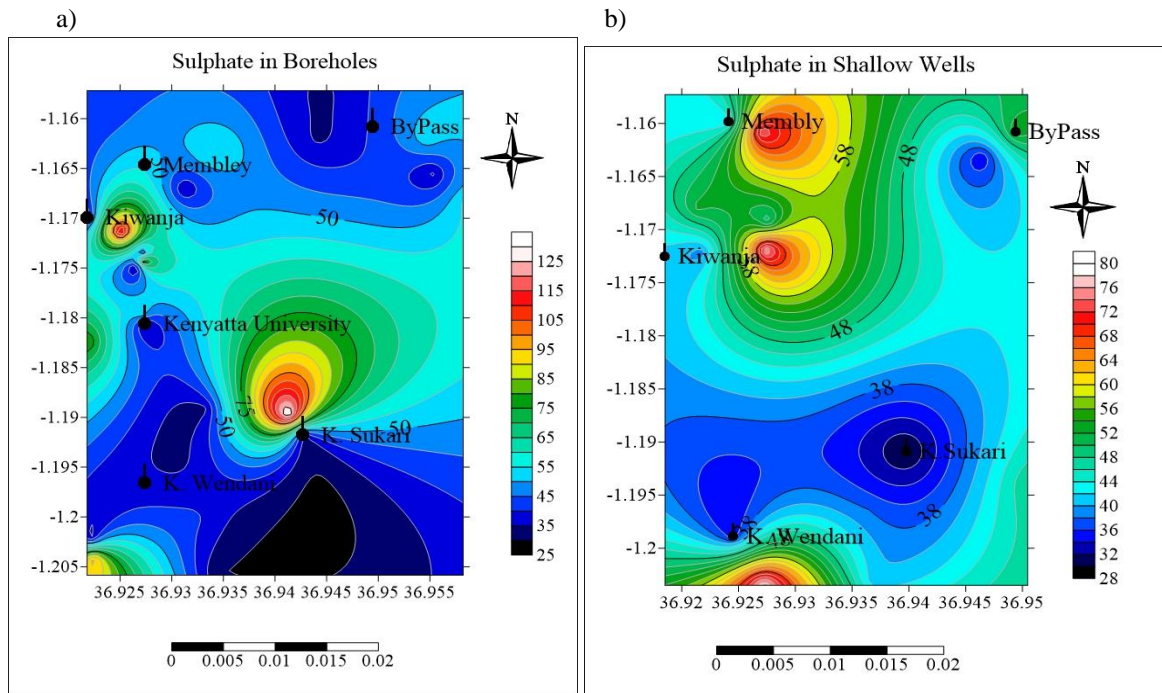 a)
Sulphate in Boreholes
-1.16
-1.165
-1.17
-1.175
-1.18
-1.185
-1.19
-1.195
-1.2
-1.205
36.925 36.93 36.935 36.94 36.945 36.95 36.955
ByPass
Membley
Kiwanja
Kenyatta University
K. Sukari
K. Wendani
50
50
75
50
50
N
125
115
105
95
85
75
65
55
45
35
25
0 0.005 0.01 0.015 0.02
b)
Sulphate in Shallow Wells
-1.16
-1.165
-1.17
-1.175
-1.18
-1.185
-1.19
-1.195
-1.2
36.92 36.925 36.93 36.935 36.94 36.945 36.95
Membly
ByPass
Kiwanja
K.Sukari
K. Wendani
58
48
48
38
38
48
N
80
76
72
68
64
60
56
52
48
44
40
36
32
28
0 0.005 0.01 0.015 0.02